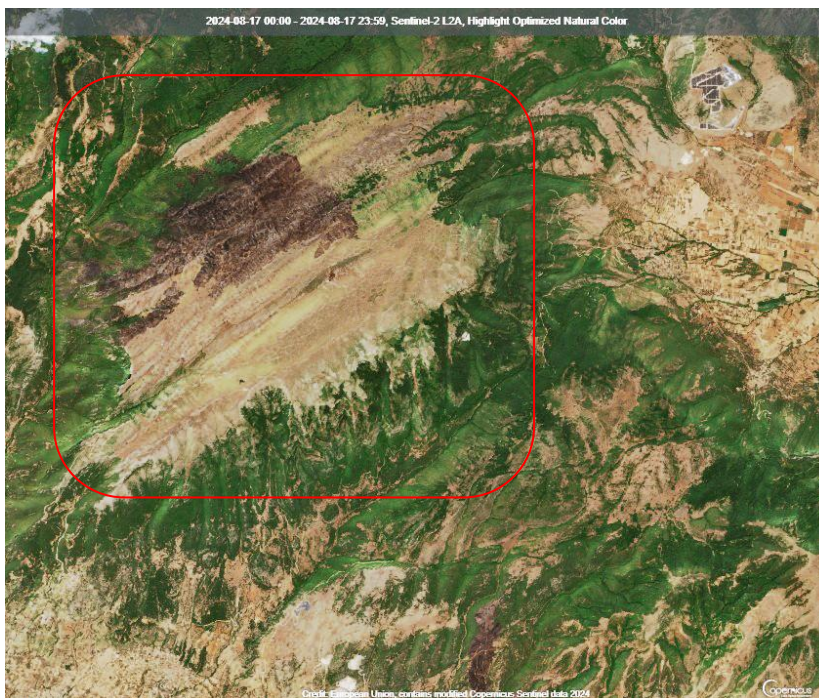 2024-08-17 00:00 - 2024-08-17 23:59, Sentinel-2 L2A, Highlight Optimized Natural Color
Credit: European Union, contains modified Copernicus Sentinel data 2024
Copernicus